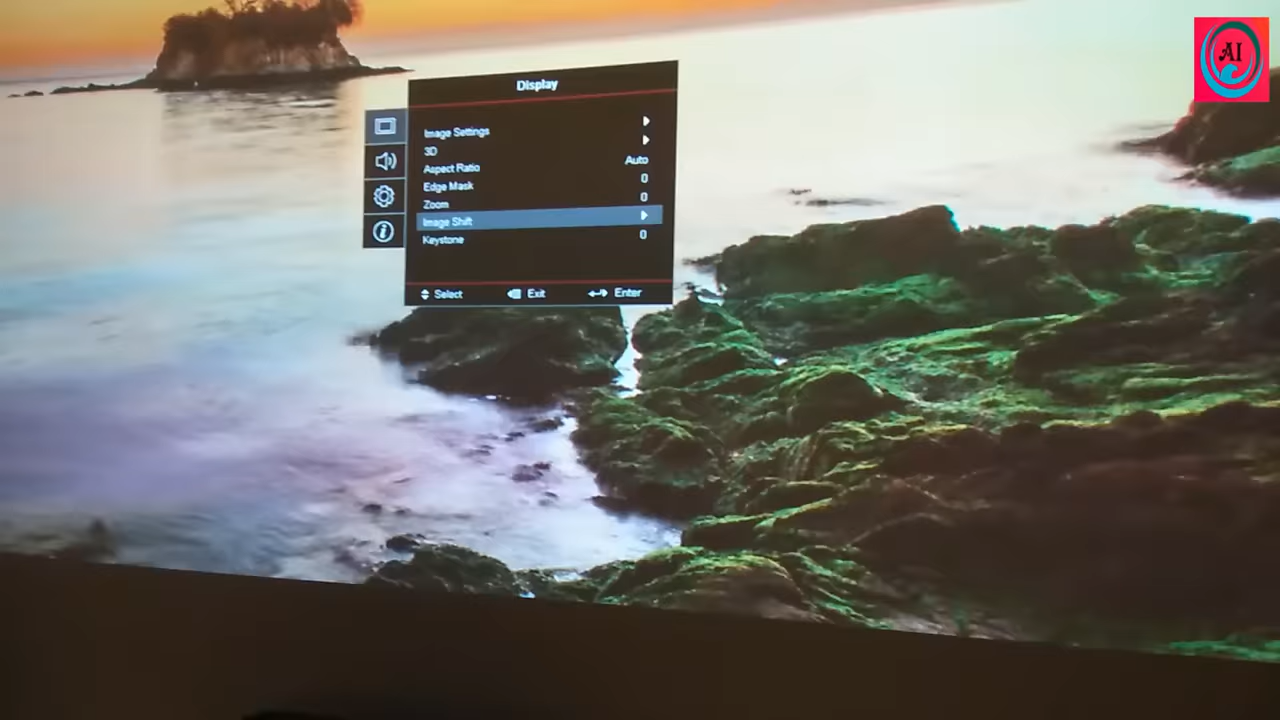 AI
Display
Image Settings
3D
Aspect Ratio Auto
Edge Mask 0
Zoom 0
Image Shift
Keystone 0
Select Exit Enter